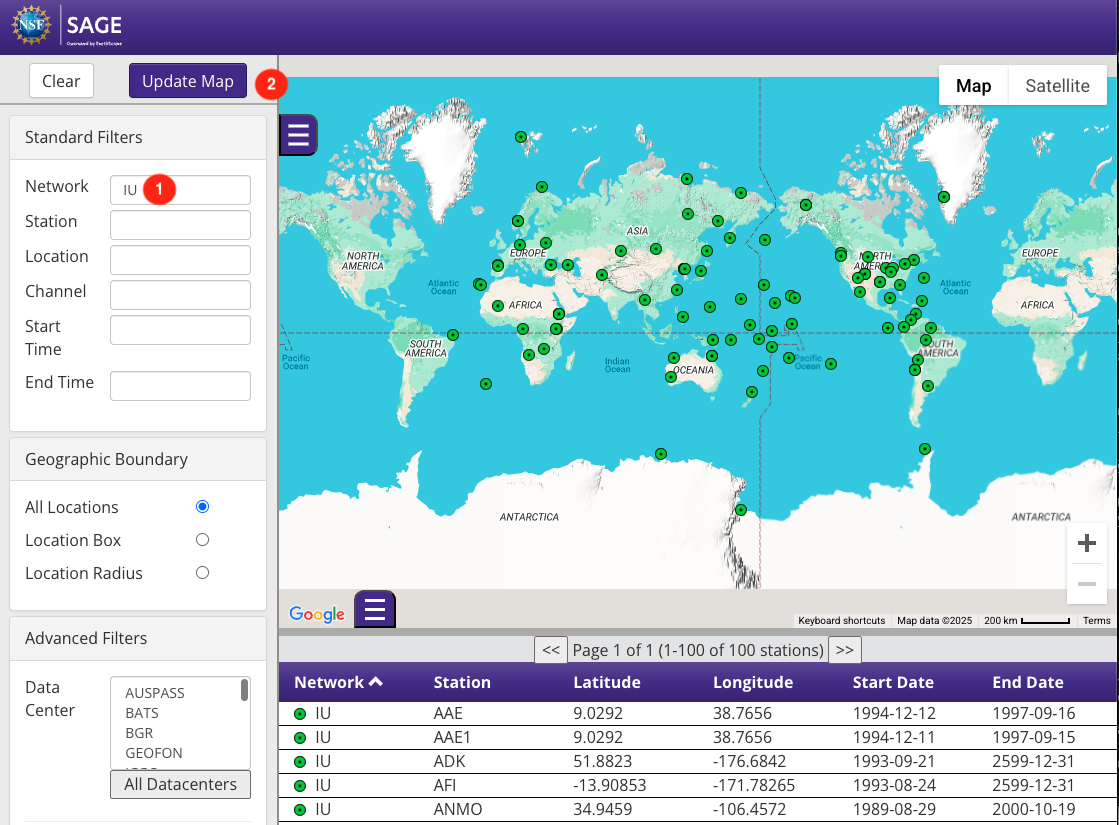 NSF
SAGE
Operated by EarthScope
Clear
Update Map
2
Map
Satellite
Standard Filters
Network
IU
1
Station
Location
Channel
Start
Time
End Time
Geographic Boundary
All Locations
Location Box
Location Radius
Advanced Filters
Data
Center
AUSPASS
BATS
BGR
GEOFON
All Datacenters
NORTH
AMERICA
Atlantic
Ocean
SOUTH
AMERICA
Pacific
Ocean
EUROPE
ASIA
AFRICA
Indian
Ocean
OCEANIA
Pacific
Ocean
NORTH
AMERICA
Atlantic
Ocean
SOUTH
AMERICA
EUROPE
AFRICA
ANTARCTICA
ANTARCTICA
Google
Keyboard shortcuts
Map data ©2025
200 km
Terms
<< Page 1 of 1 (1-100 of 100 stations) >>
Network Station Latitude Longitude Start Date End Date
IU AAE 9.0292 38.7656 1994-12-12 1997-09-16
IU AAE1 9.0292 38.7656 1994-12-11 1997-09-15
IU ADK 51.8823 -176.6842 1993-09-21 2599-12-31
IU AFI -13.90853 -171.78265 1993-08-24 2599-12-31
IU ANMO 34.9459 -106.4572 1989-08-29 2000-10-19